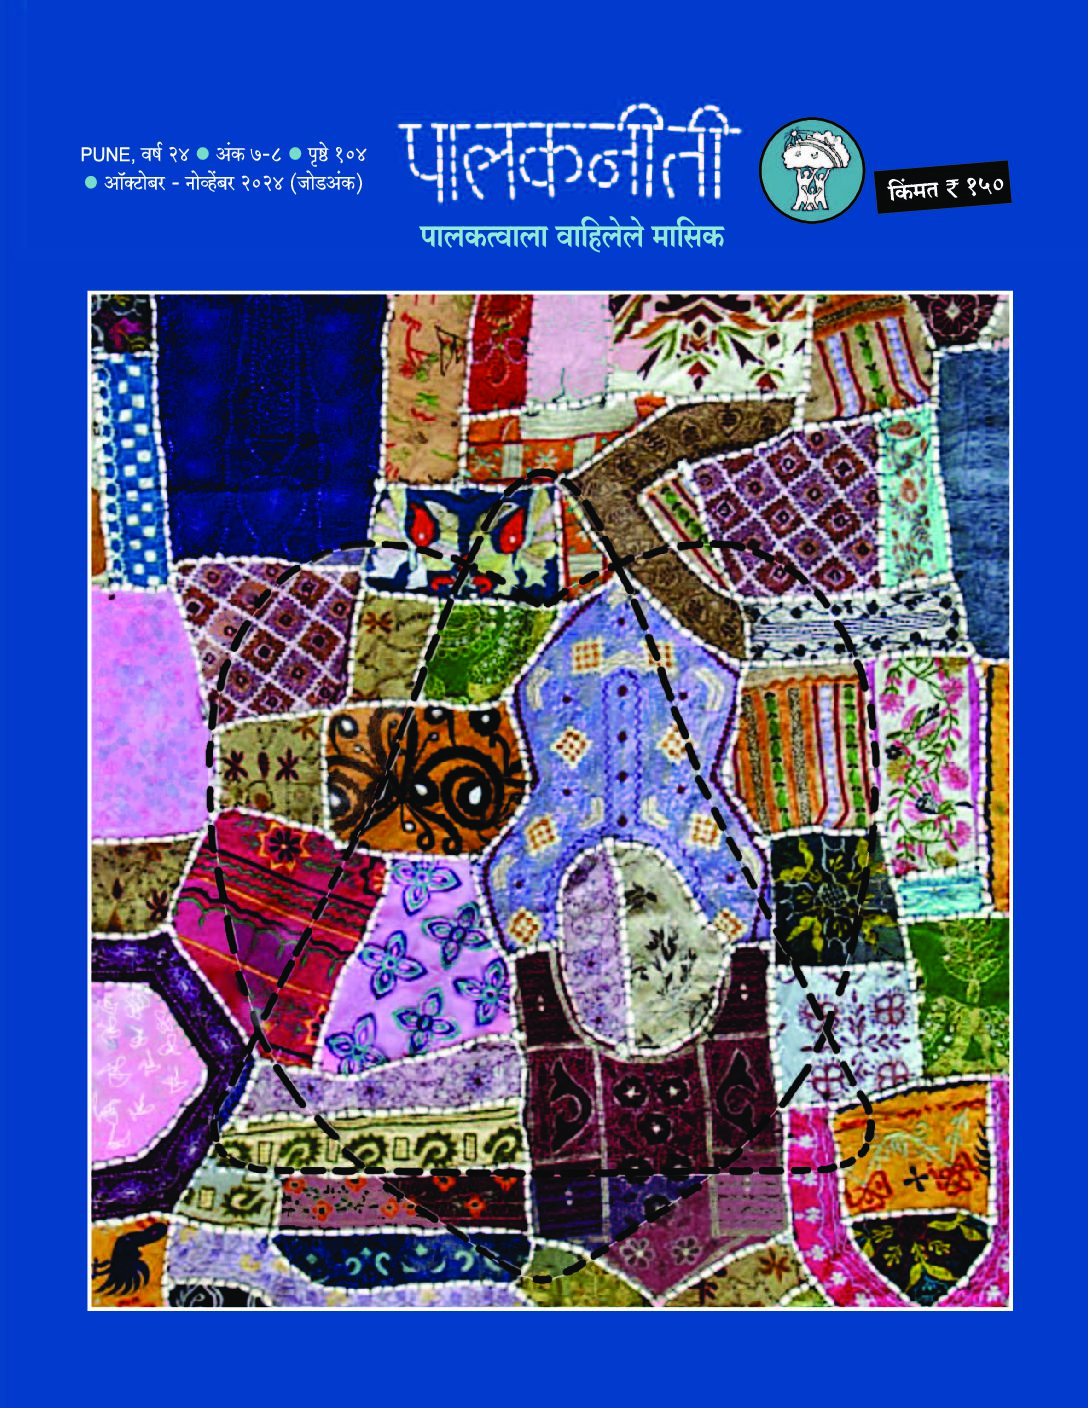 PUNE, वर्ष २४ ● अंक ७-८ ● पृष्ठे १०४
● ऑक्टोबर - नोव्हेंबर २०२४ (जोडअंक)
पालकनीती
पालकत्वाला वाहिलेले मासिक
किंमत ₹ १५०